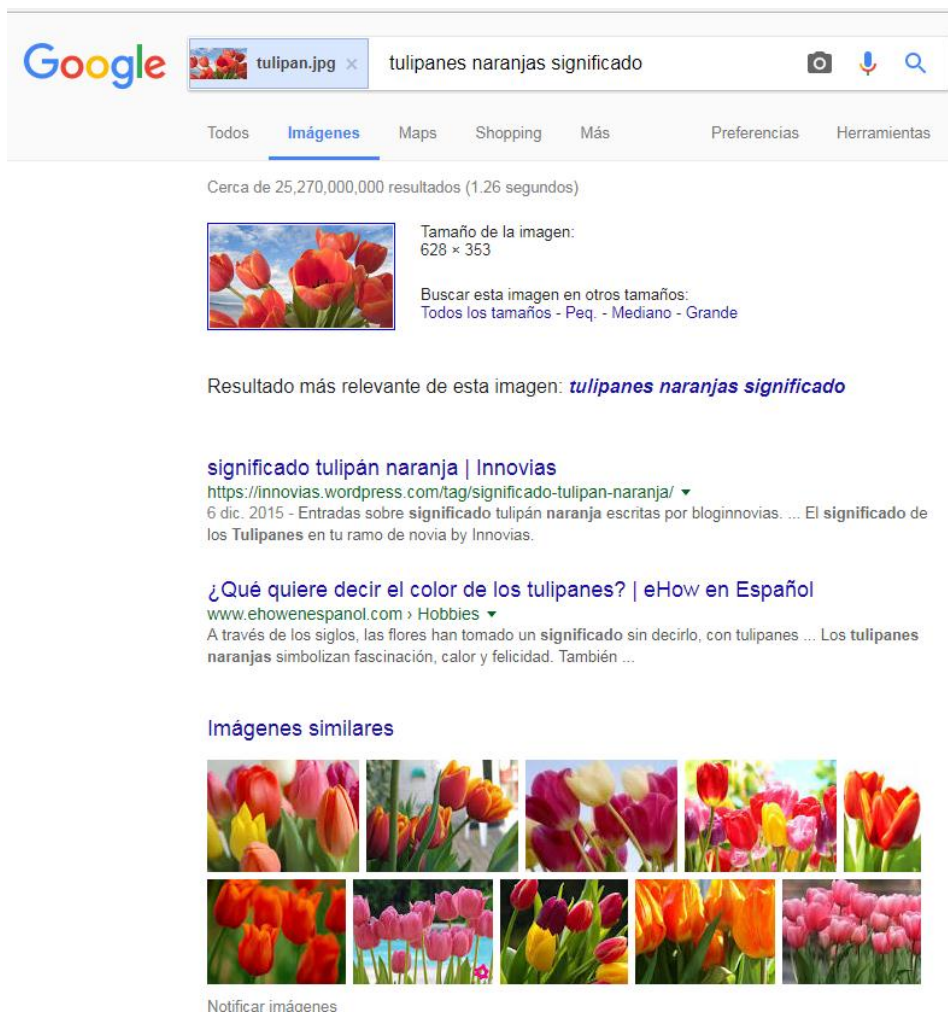 Google
tulipan.jpg × tulipanes naranjas significado
Todos Imágenes Maps Shopping Más Preferencias Herramientas
Cerca de 25,270,000,000 resultados (1.26 segundos)
Tamaño de la imagen:
628 × 353
Buscar esta imagen en otros tamaños:
Todos los tamaños - Peq. - Mediano - Grande
Resultado más relevante de esta imagen: tulipanes naranjas significado
significado tulipán naranja | Innovias
https://innovias.wordpress.com/tag/significado-tulipan-naranja/
6 dic. 2015 - Entradas sobre significado tulipán naranja escritas por bloginnovias. ... El significado de
los Tulipanes en tu ramo de novia by Innovias.
¿Qué quiere decir el color de los tulipanes? | eHow en Español
www.ehowenespanol.com › Hobbies
A través de los siglos, las flores han tomado un significado sin decirlo, con tulipanes ... Los tulipanes
naranjas simbolizan fascinación, calor y felicidad. También ...
Imágenes similares
Notificar imágenes